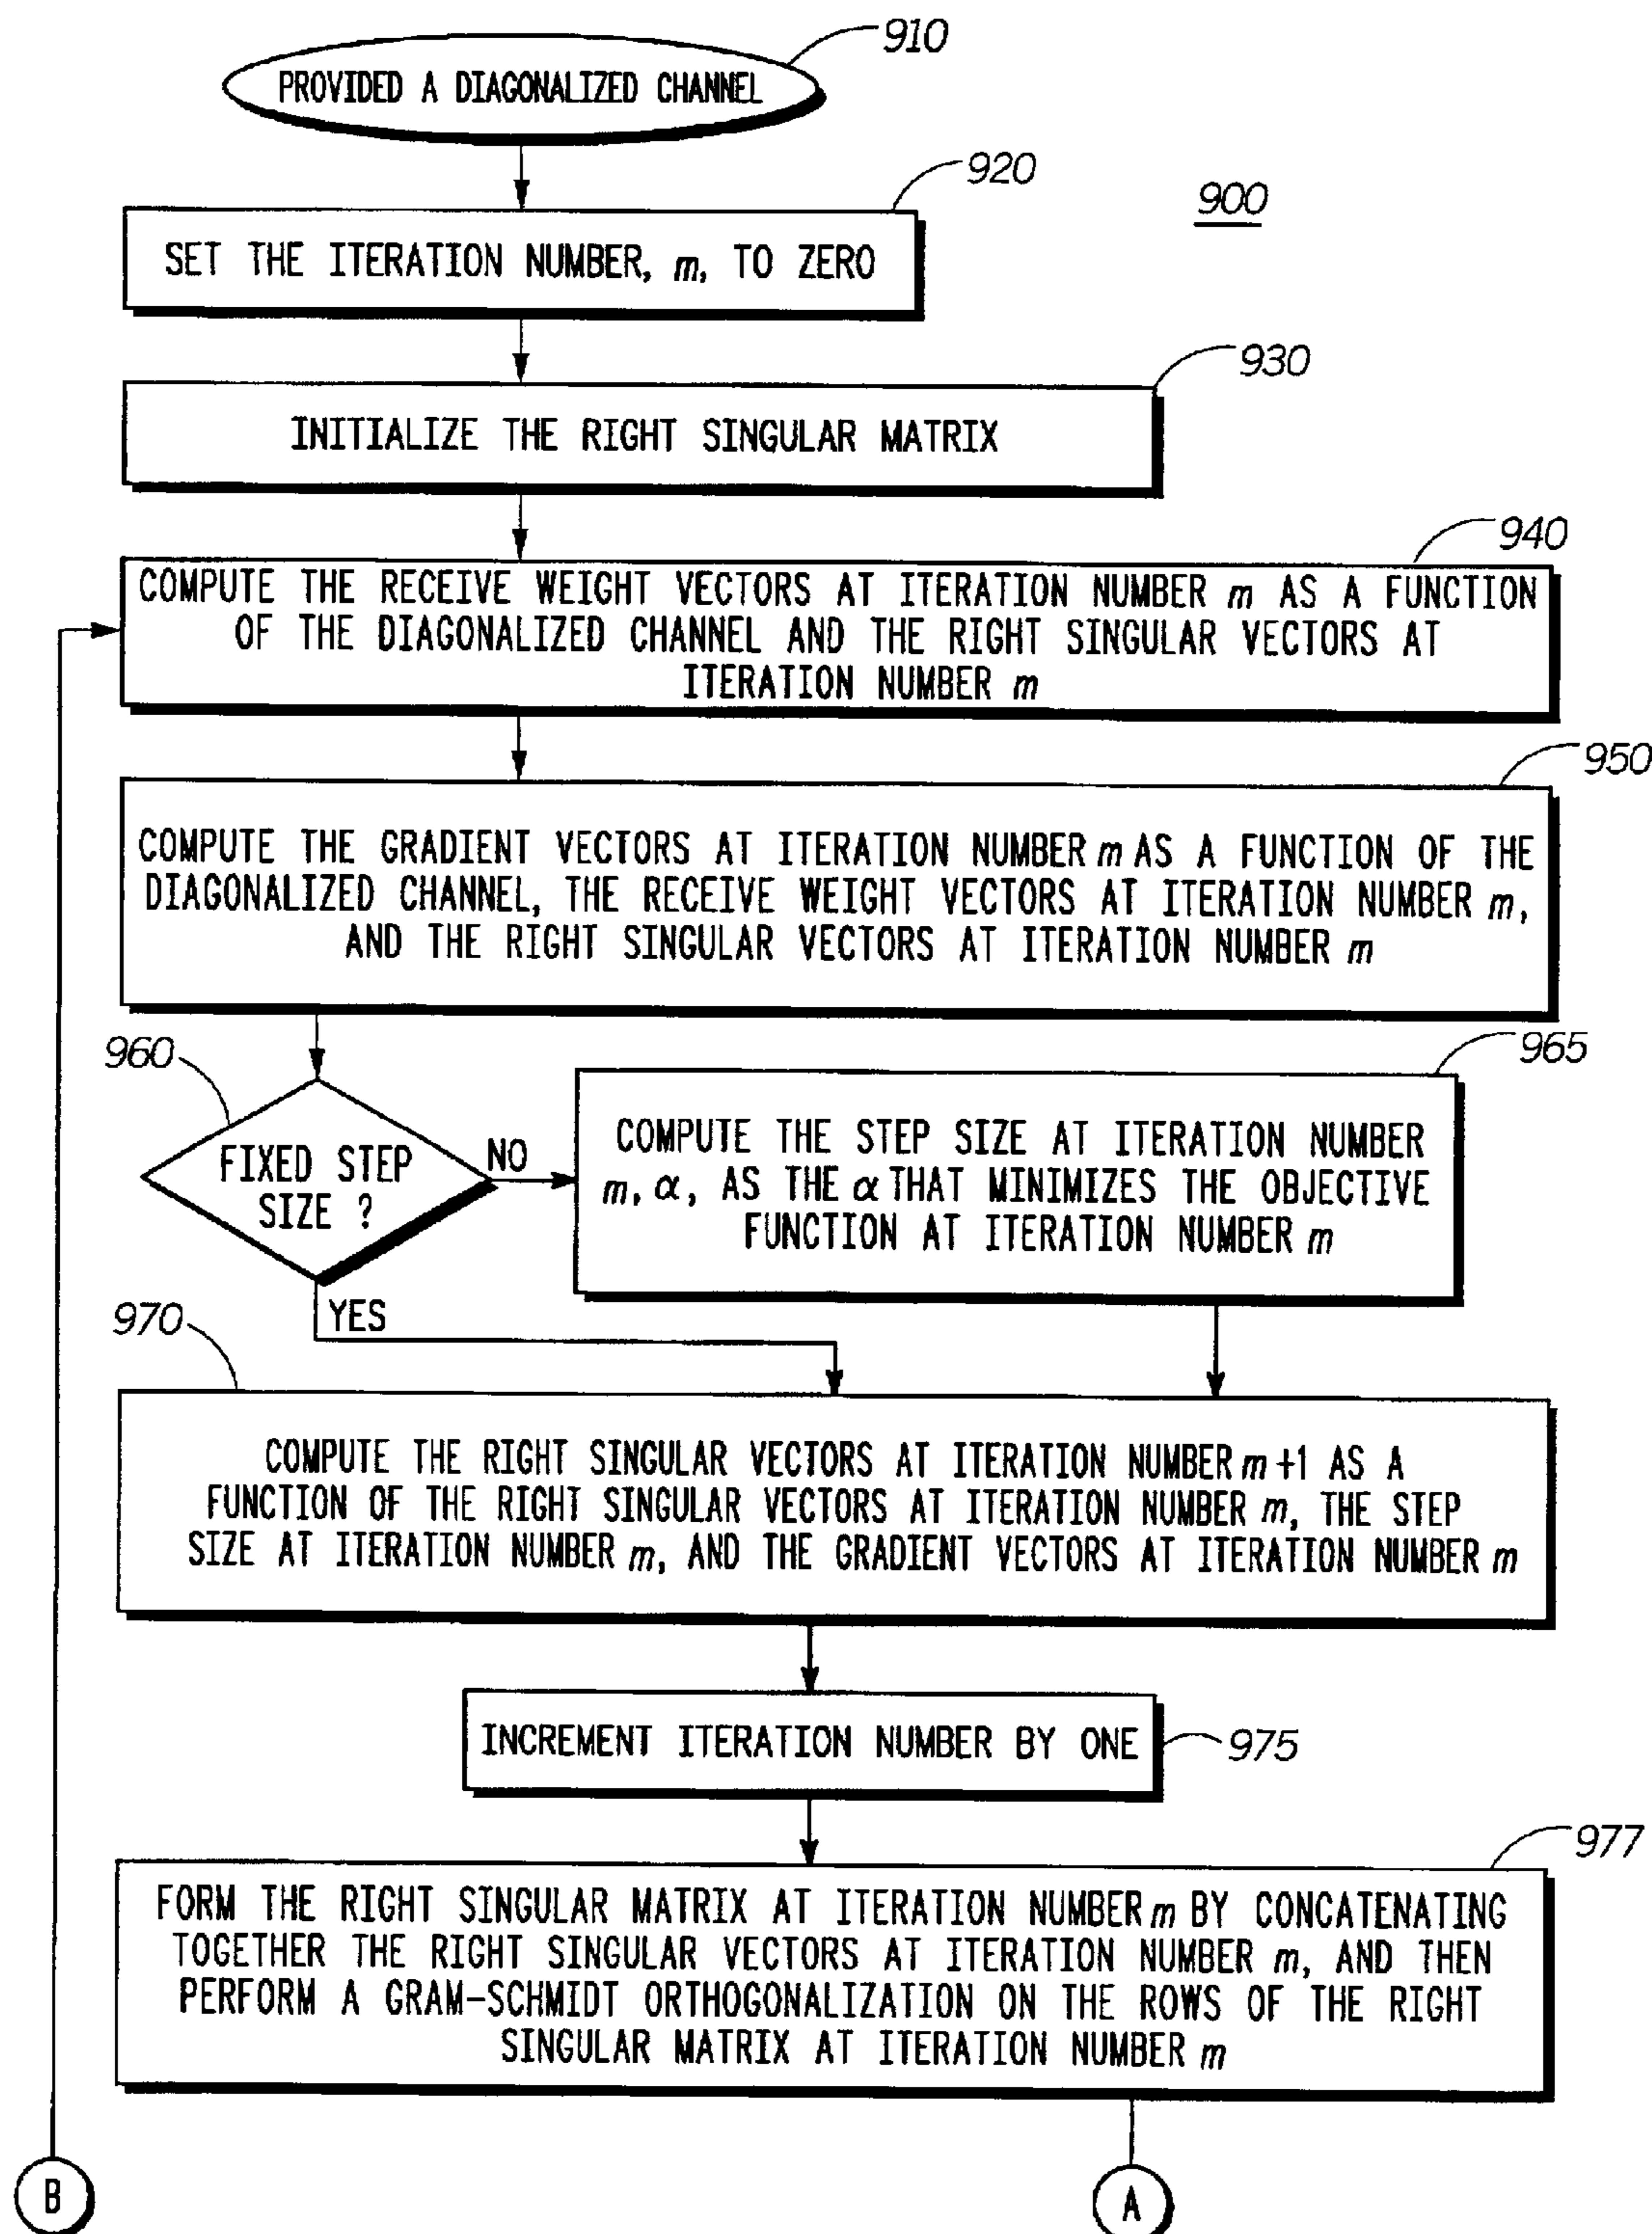 910
PROVIDED A DIAGONALIZED CHANNEL
920
900
SET THE ITERATION NUMBER, m, TO ZERO
930
INITIALIZE THE RIGHT SINGULAR MATRIX
940
COMPUTE THE RECEIVE WEIGHT VECTORS AT ITERATION NUMBER m AS A FUNCTION
OF THE DIAGONALIZED CHANNEL AND THE RIGHT SINGULAR VECTORS AT
ITERATION NUMBER m
950
COMPUTE THE GRADIENT VECTORS AT ITERATION NUMBER m AS A FUNCTION OF THE
DIAGONALIZED CHANNEL, THE RECEIVE WEIGHT VECTORS AT ITERATION NUMBER m,
AND THE RIGHT SINGULAR VECTORS AT ITERATION NUMBER m
960
FIXED STEP
SIZE ?
NO
YES
965
COMPUTE THE STEP SIZE AT ITERATION NUMBER
m, α, AS THE α THAT MINIMIZES THE OBJECTIVE
FUNCTION AT ITERATION NUMBER m
970
COMPUTE THE RIGHT SINGULAR VECTORS AT ITERATION NUMBER m+1 AS A
FUNCTION OF THE RIGHT SINGULAR VECTORS AT ITERATION NUMBER m, THE STEP
SIZE AT ITERATION NUMBER m, AND THE GRADIENT VECTORS AT ITERATION NUMBER m
INCREMENT ITERATION NUMBER BY ONE
975
977
FORM THE RIGHT SINGULAR MATRIX AT ITERATION NUMBER m BY CONCATENATING
TOGETHER THE RIGHT SINGULAR VECTORS AT ITERATION NUMBER m, AND THEN
PERFORM A GRAM-SCHMIDT ORTHOGONALIZATION ON THE ROWS OF THE RIGHT
SINGULAR MATRIX AT ITERATION NUMBER m
B
A